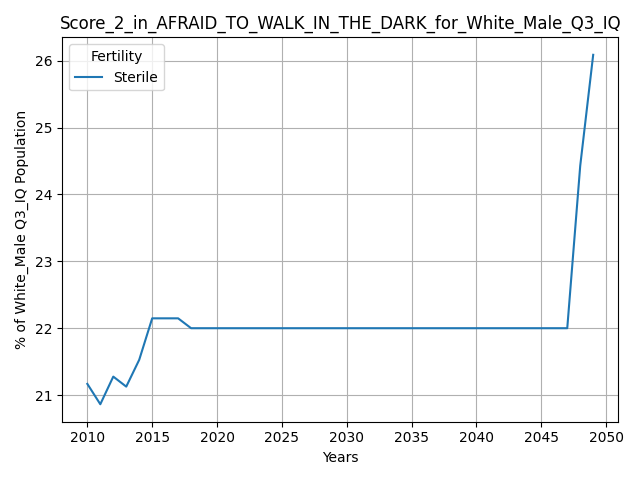 Score_2_in_AFRAID_TO_WALK_IN_THE_DARK_for_White_Male_Q3_IQ
Fertility
Sterile
% of White_Male Q3_IQ Population
26
25
24
23
22
21
2010 2015 2020 2025 2030 2035 2040 2045 2050
Years